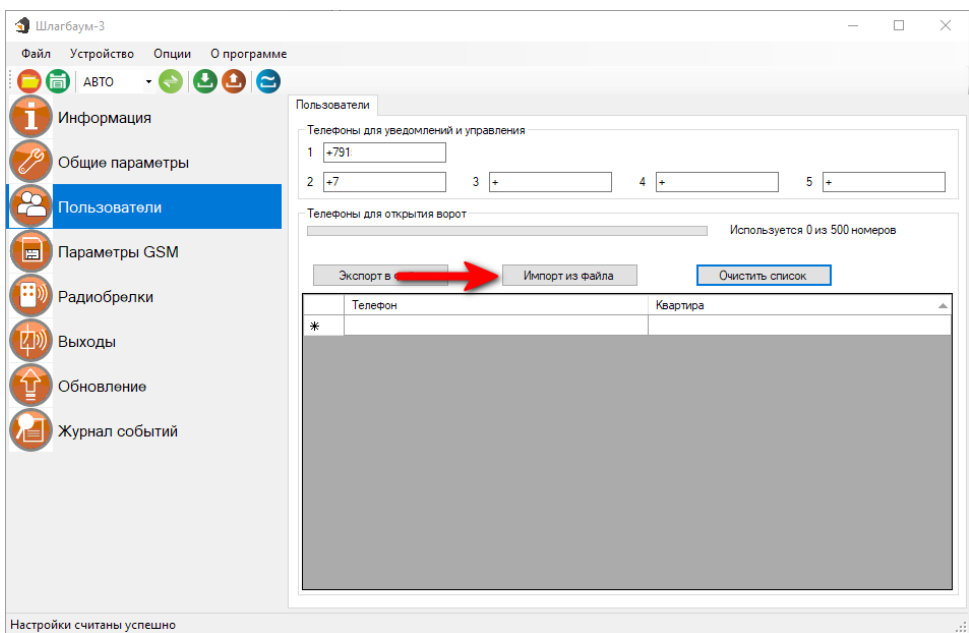 Шлагбаум-3
Файл Устройство Опции О программе
АВТО
Информация
Общие параметры
Пользователи
Параметры GSM
Радиобрелки
Выходы
Обновление
Журнал событий
Пользователи
Телефоны для уведомлений и управления
1 +791
2 +7 3 + 4 + 5 +
Телефоны для открытия ворот
Используется 0 из 500 номеров
Экспорт в Импорт из файла Очистить список
Телефон Квартира
Настройки считаны успешно